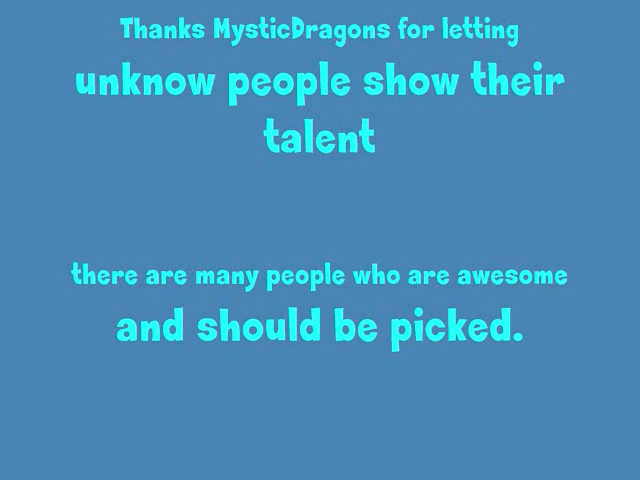 Thanks MysticDragons for letting
unknow people show their
talent
there are many people who are awesome
and should be picked.